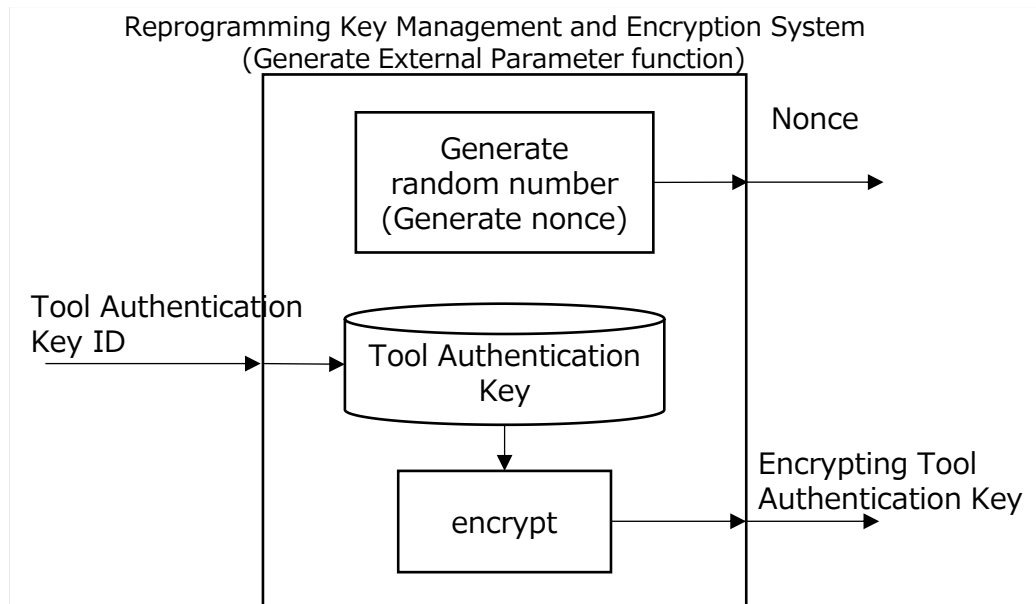 Reprogramming Key Management and Encryption System
(Generate External Parameter function)
Generate
random number
(Generate nonce)
Nonce
Tool Authentication
Key ID
Tool Authentication
Key
encrypt
Encrypting Tool
Authentication Key